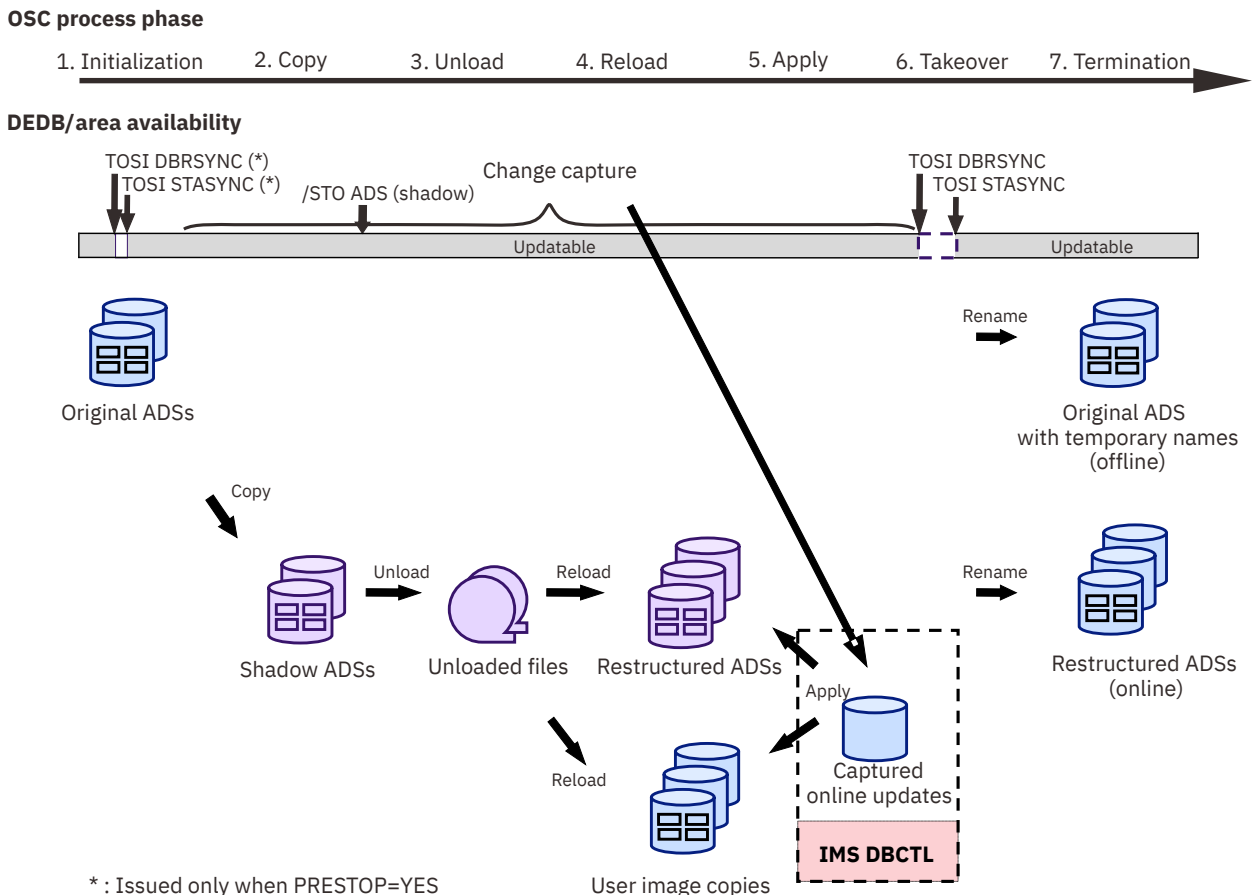 OSC process phase
1. Initialization
2. Copy
3. Unload
4. Reload
5. Apply
6. Takeover
7. Termination
DEDB/area availability
TOSI DBRSYNC (*)
TOSI STASYNC (*)
/STO ADS (shadow)
Change capture
TOSI DBRSYNC
TOSI STASYNC
Updatable
Updatable
Original ADSs
Rename
Original ADS
with temporary names
(offline)
Copy
Unload
Reload
Rename
Shadow ADSs
Unloaded files
Restructured ADSs
Restructured ADSs
(online)
Apply
Reload
Captured
online updates
IMS DBCTL
* : Issued only when PRESTOP=YES
User image copies